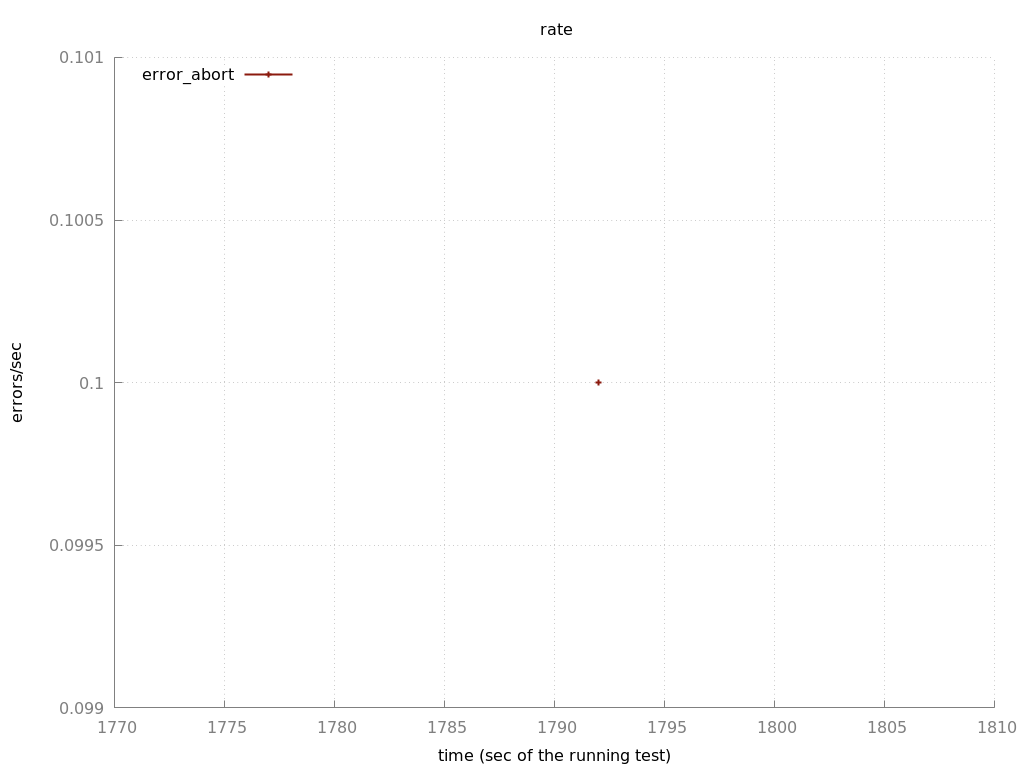 rate
error_abort
0.101
0.1005
0.1
0.0995
0.099
errors/sec
1770 1775 1780 1785 1790 1795 1800 1805 1810
time (sec of the running test)